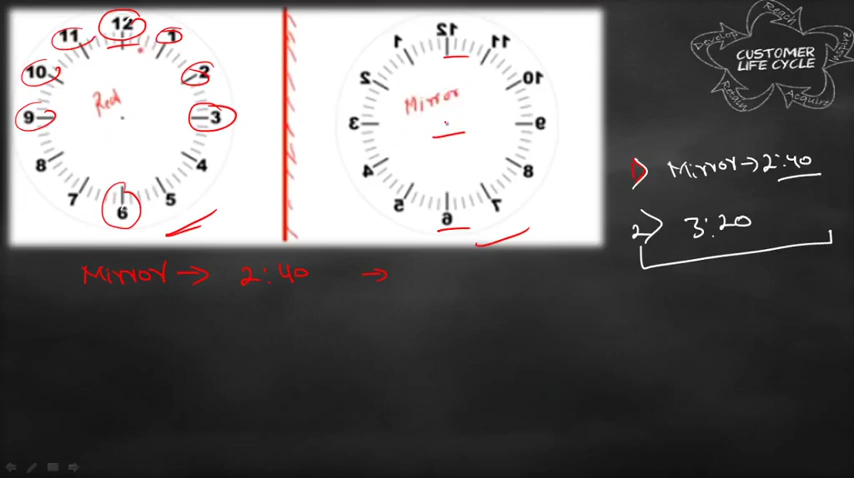 12
11 1
10 2
9 3
8 4
7 5
6
12
1 11
2 10
Mirror
3 9
4 8
5 7
6
Reach
Develop
Inspire
CUSTOMER
LIFE CYCLE
Retain
Acquire
1) Mirror → 2:40
2) 3:20
Mirror → 2:40 →